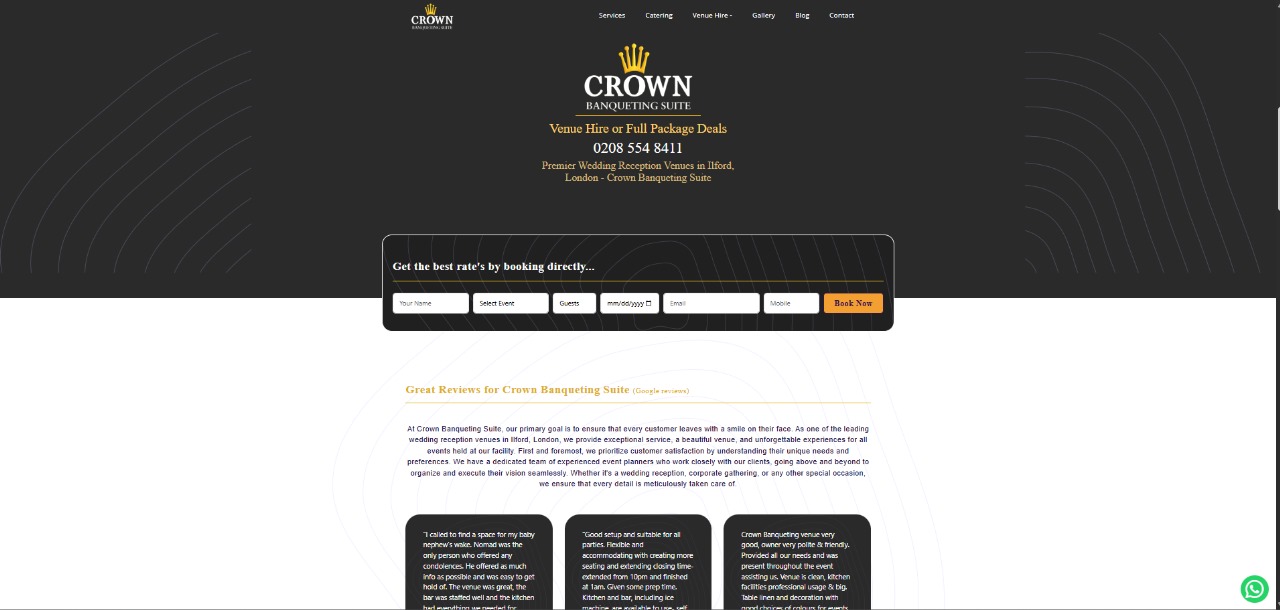 CROWN
BANQUETING SUITE
Services
Catering
Venue Hire
Gallery
Blog
Contact
CROWN
BANQUETING SUITE
Venue Hire or Full Package Deals
0208 554 8411
Premier Wedding Reception Venues in Ilford,
London - Crown Banqueting Suite
Get the best rate's by booking directly...
Your Name
Select Event
Guests
mm/dd/yyyy
Email
Mobile
Book Now
Great Reviews for Crown Banqueting Suite (Google reviews)
At Crown Banqueting Suite, our primary goal is to ensure that every customer leaves with a smile on their face. As one of the leading
wedding reception venues in Ilford, London, we provide exceptional service, a beautiful venue, and unforgettable experiences for all
events held at our facility. First and foremost, we prioritize customer satisfaction by understanding their unique needs and
preferences. We have a dedicated team of experienced event planners who work closely with our clients, going above and beyond to
organize and execute their vision seamlessly. Whether it's a wedding reception, corporate gathering, or any other special occasion,
we ensure that every detail is meticulously taken care of.
"I called to find a space for my baby
nephew's wake. Nomad was the
only person who offered any
condolences. He offered as much
info as possible and was easy to get
hold of. The venue was great, the
bar was staffed well and the kitchen
had everything we needed for
"Good setup and suitable for all
parties. Flexible and
accommodating with creating more
seating and extending closing time-
extended from 10pm and finished
at 1am. Given some prep time.
Kitchen and bar, including ice
machine, are available to use, self
Crown Banqueting venue very
good, owner very polite & friendly.
Provided all our needs and was
present throughout the event
assisting us. Venue is clean, kitchen
facilities professional usage & big.
Table linen and decoration with
good choices of colours for events